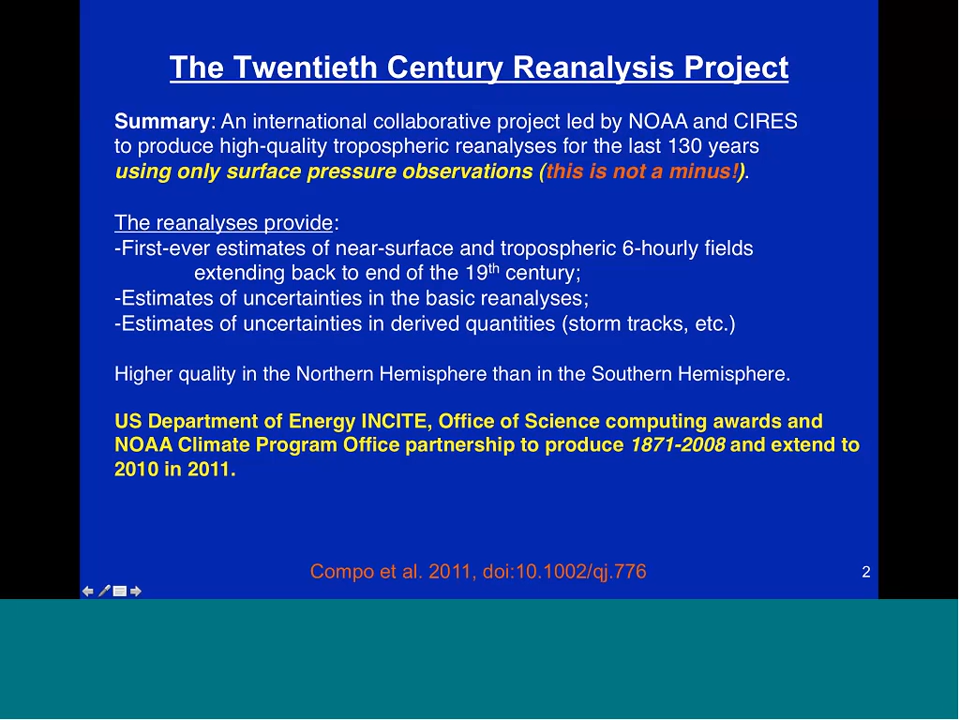 The Twentieth Century Reanalysis Project
Summary: An international collaborative project led by NOAA and CIRES
to produce high-quality tropospheric reanalyses for the last 130 years
using only surface pressure observations (this is not a minus!).
The reanalyses provide:
-First-ever estimates of near-surface and tropospheric 6-hourly fields
extending back to end of the 19th century;
-Estimates of uncertainties in the basic reanalyses;
-Estimates of uncertainties in derived quantities (storm tracks, etc.)
Higher quality in the Northern Hemisphere than in the Southern Hemisphere.
US Department of Energy INCITE, Office of Science computing awards and
NOAA Climate Program Office partnership to produce 1871-2008 and extend to
2010 in 2011.
Compo et al. 2011, doi:10.1002/qj.776
2